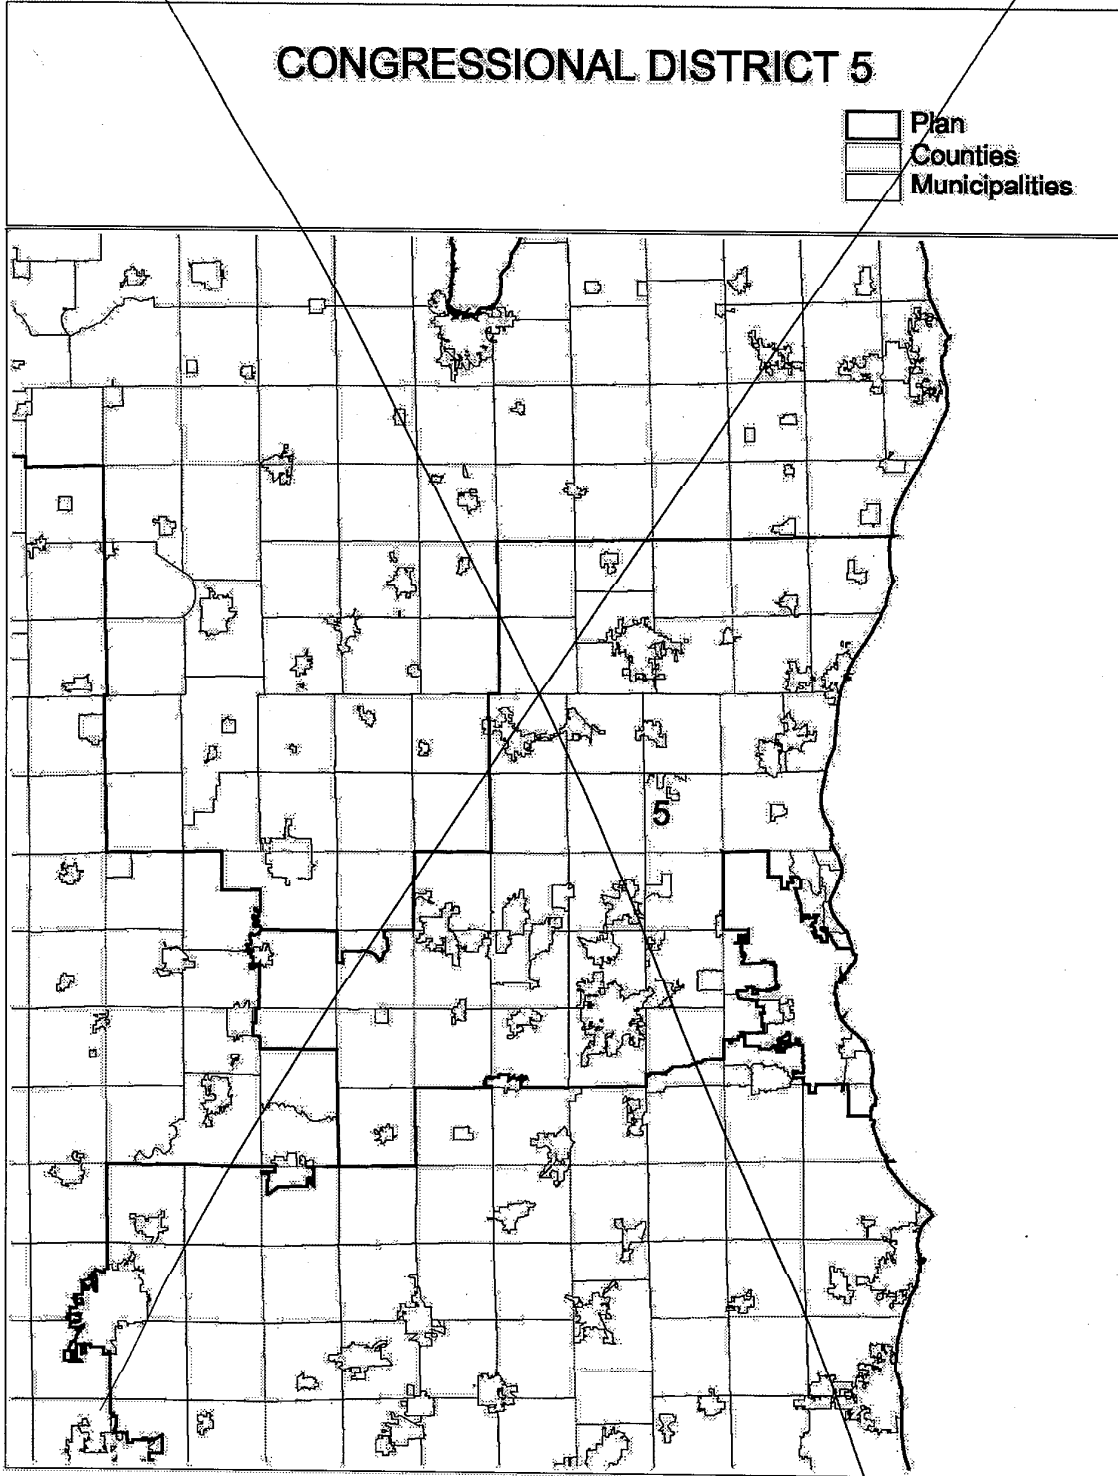 CONGRESSIONAL DISTRICT 5
Plan
Counties
Municipalities
5